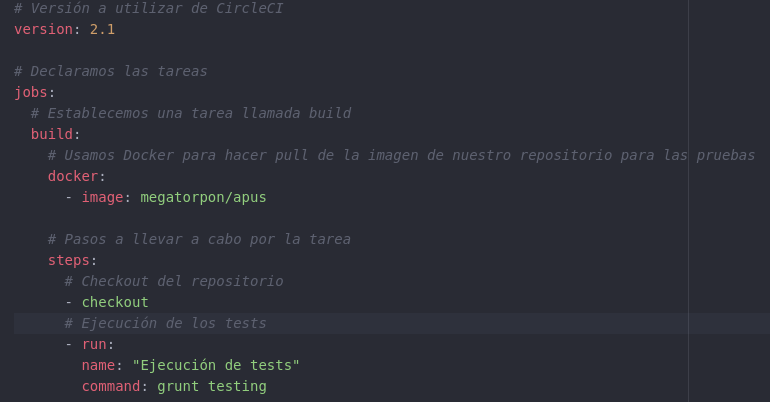 # Versión a utilizar de CircleCI
version: 2.1

# Declaramos las tareas
jobs:
  # Establecemos una tarea llamada build
  build:
    # Usamos Docker para hacer pull de la imagen de nuestro repositorio para las pruebas
    docker:
      - image: megatorpon/apus

    # Pasos a llevar a cabo por la tarea
    steps:
      # Checkout del repositorio
      - checkout
      # Ejecución de los tests
      - run:
        name: "Ejecución de tests"
        command: grunt testing